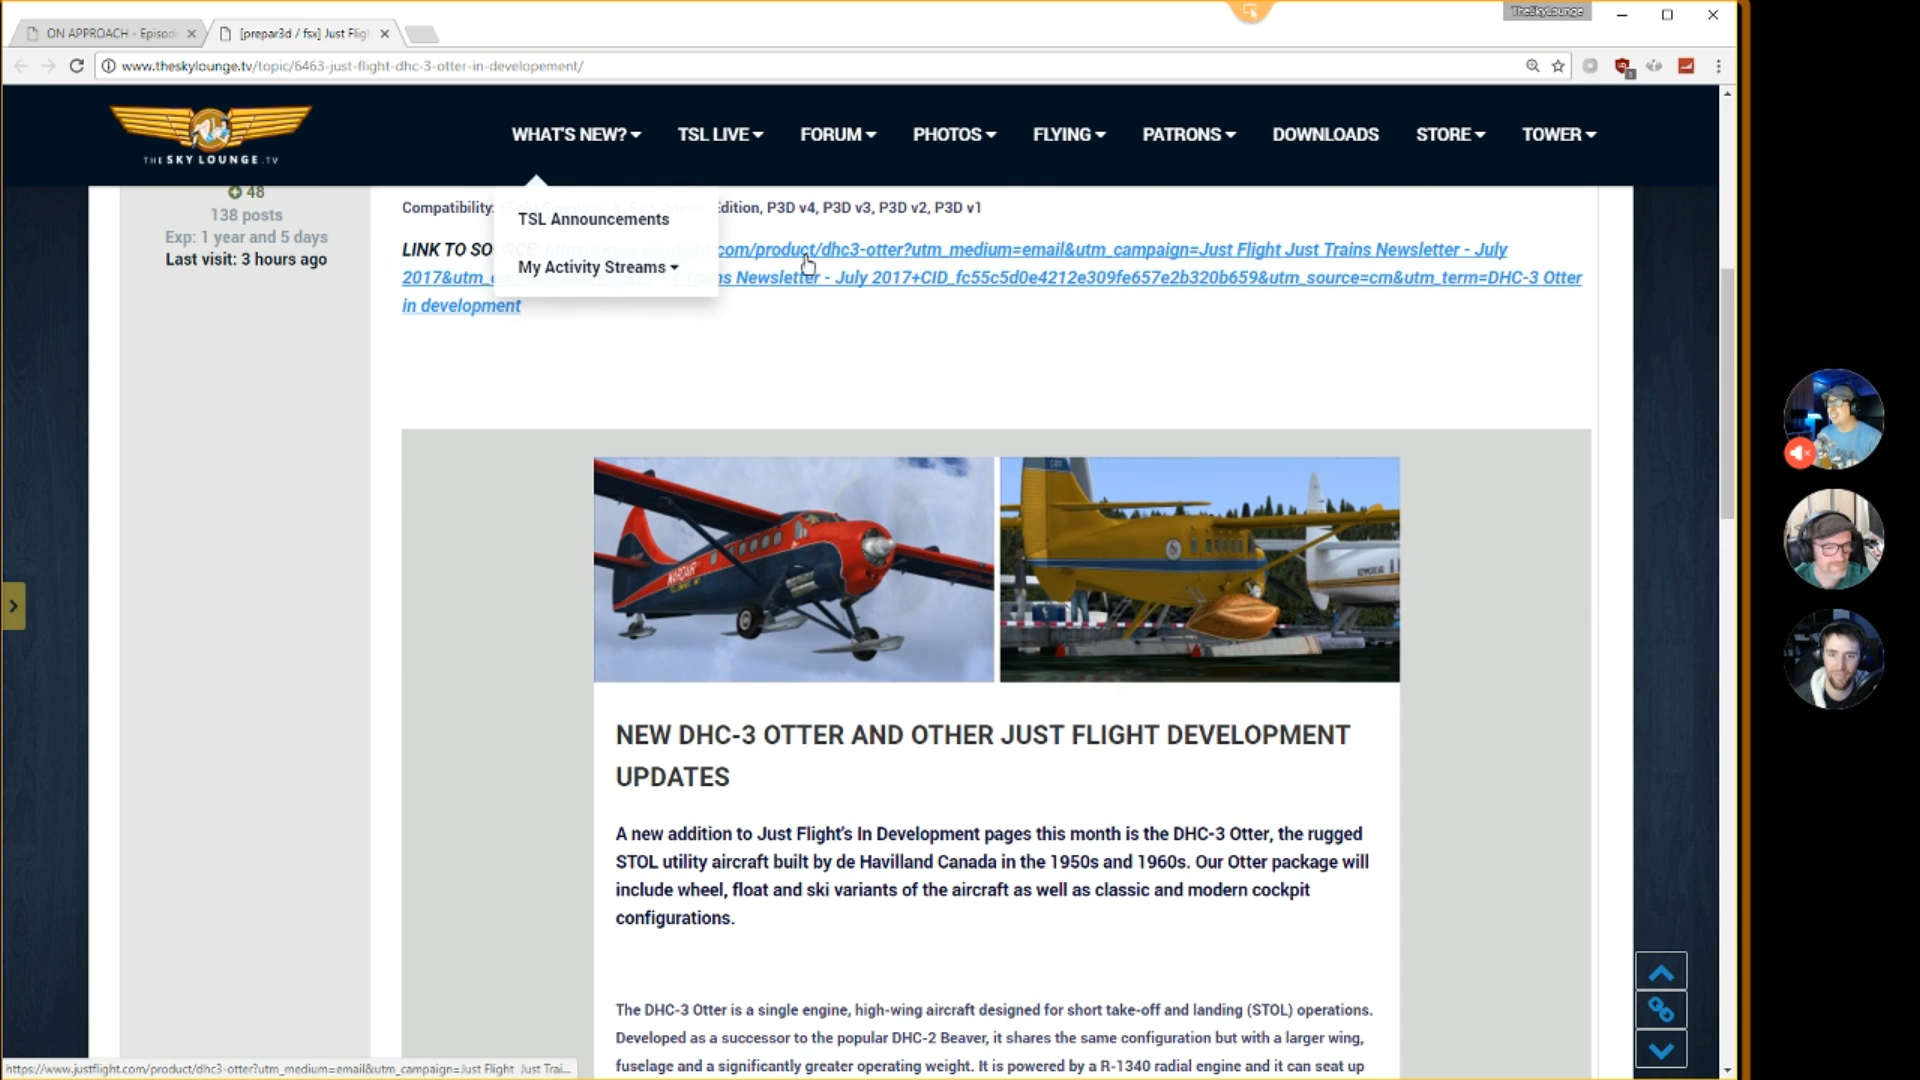 TheSkyLounge
ON APPROACH - Episod
[prepar3d / fsx] Just Flig
www.theskylounge.tv/topic/6463-just-flight-dhc-3-otter-in-developement/
THE SKY LOUNGE .TV
WHAT'S NEW?
TSL LIVE
FORUM
PHOTOS
FLYING
PATRONS
DOWNLOADS
STORE
TOWER
TSL Announcements
My Activity Streams
48
138 posts
Exp: 1 year and 5 days
Last visit: 3 hours ago
Compatibility: Edition, P3D v4, P3D v3, P3D v2, P3D v1
LINK TO SO com/product/dhc3-otter?utm_medium=email&utm_campaign=Just Flight Just Trains Newsletter - July
2017&utm_c Trains Newsletter - July 2017+CID_fc55c5d0e4212e309fe657e2b320b659&utm_source=cm&utm_term=DHC-3 Otter
in development
WARDAIR
NEW DHC-3 OTTER AND OTHER JUST FLIGHT DEVELOPMENT
UPDATES
A new addition to Just Flight's In Development pages this month is the DHC-3 Otter, the rugged
STOL utility aircraft built by de Havilland Canada in the 1950s and 1960s. Our Otter package will
include wheel, float and ski variants of the aircraft as well as classic and modern cockpit
configurations.
The DHC-3 Otter is a single engine, high-wing aircraft designed for short take-off and landing (STOL) operations.
Developed as a successor to the popular DHC-2 Beaver, it shares the same configuration but with a larger wing,
fuselage and a significantly greater operating weight. It is powered by a R-1340 radial engine and it can seat up
https://www.justflight.com/product/dhc3-otter?utm_medium=email&utm_campaign=Just Flight Just Trai...